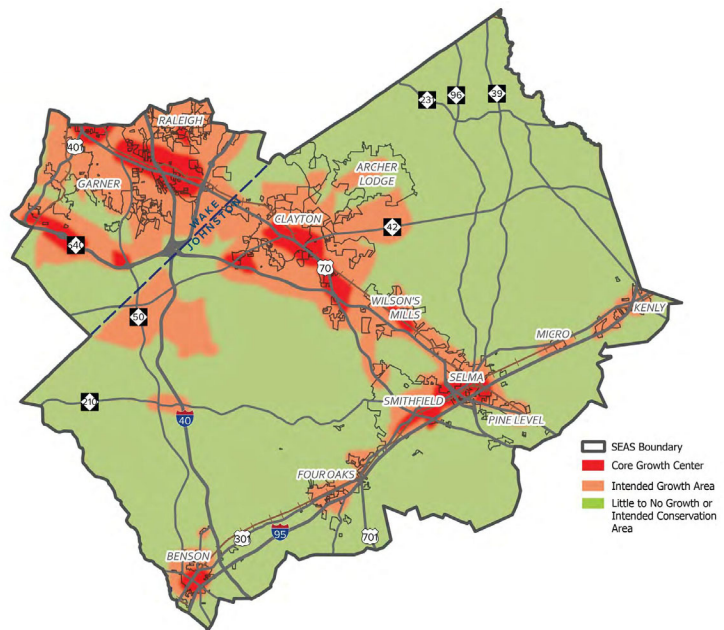 231
96
39
RALEIGH
401
GARNER
WAKE
JOHNSTON
ARCHER
LODGE
CLAYTON
42
540
70
50
WILSON'S
MILLS
KENLY
MICRO
SELMA
210
SMITHFIELD
40
PINE LEVEL
FOUR OAKS
301
95
701
BENSON
SEAS Boundary
Core Growth Center
Intended Growth Area
Little to No Growth or
Intended Conservation
Area